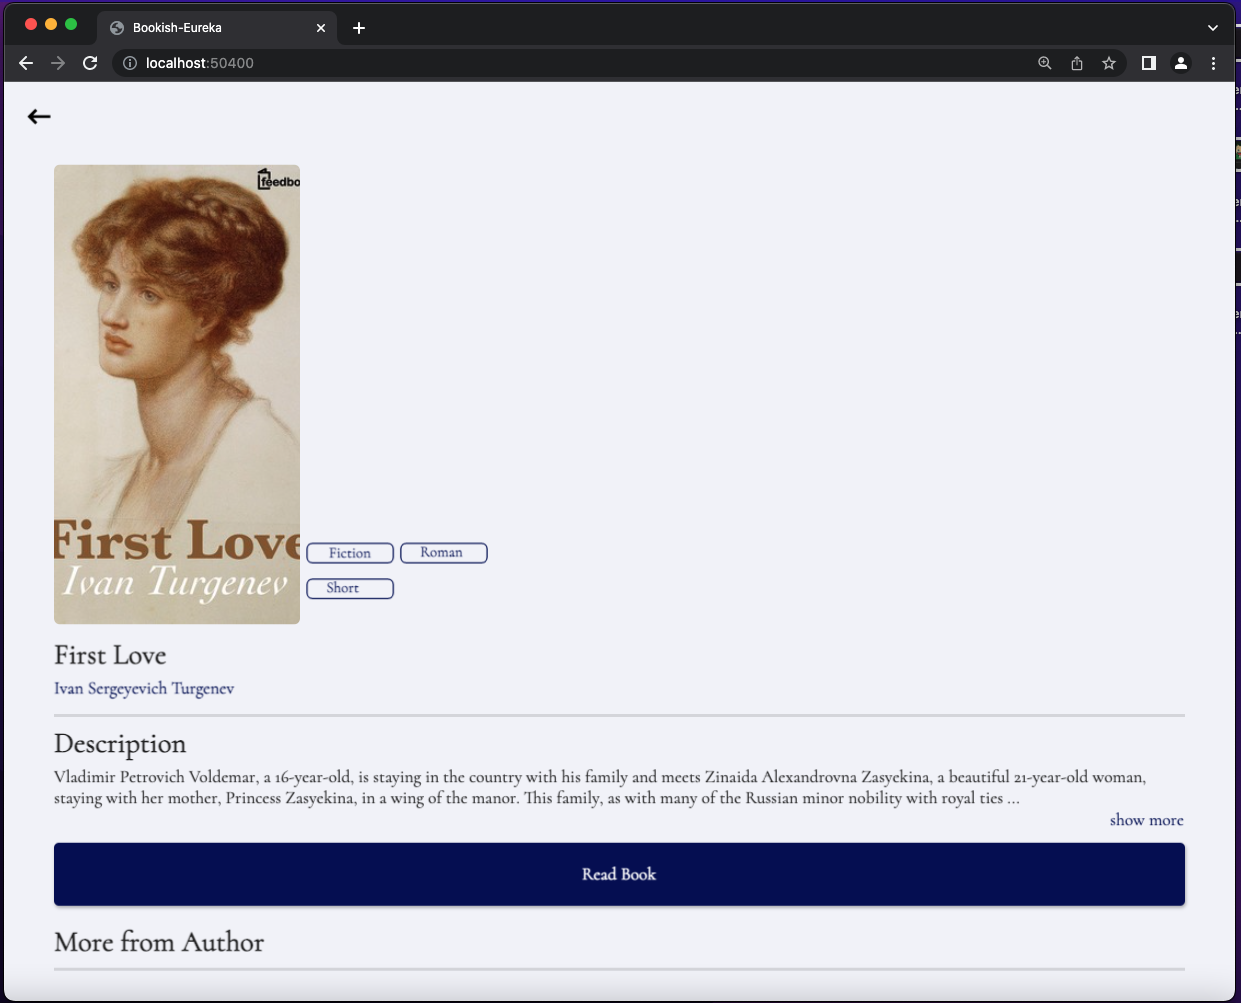 Bookish-Eureka
localhost:50400
feedbo
First Love
Ivan Turgenev
Fiction
Roman
Short
First Love
Ivan Sergeyevich Turgenev
Description
Vladimir Petrovich Voldemar, a 16-year-old, is staying in the country with his family and meets Zinaida Alexandrovna Zasyekina, a beautiful 21-year-old woman,
staying with her mother, Princess Zasyekina, in a wing of the manor. This family, as with many of the Russian minor nobility with royal ties ...
show more
Read Book
More from Author